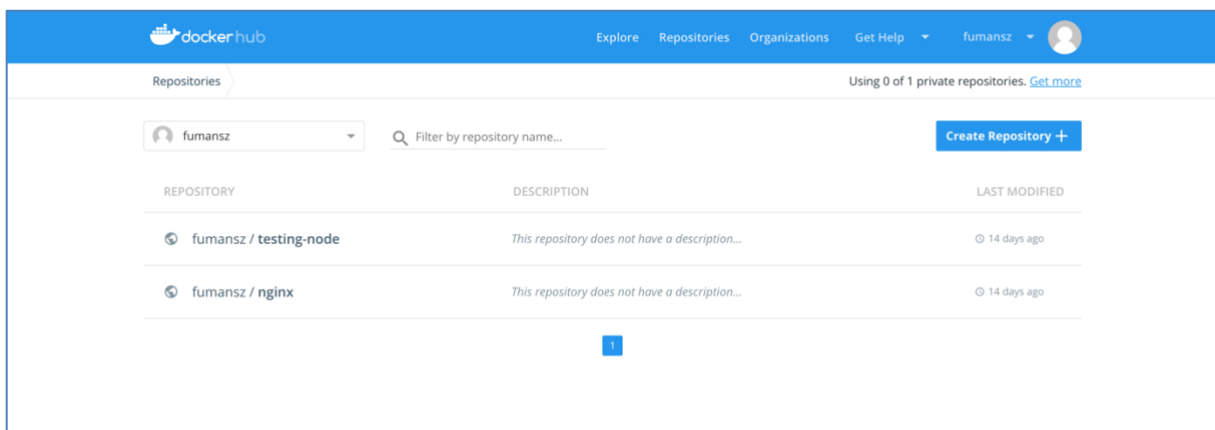 dockerhub Explore Repositories Organizations Get Help fumansz
Repositories Using 0 of 1 private repositories. Get more
fumansz Filter by repository name... Create Repository +
REPOSITORY DESCRIPTION LAST MODIFIED
fumansz / testing-node This repository does not have a description... 14 days ago
fumansz / nginx This repository does not have a description... 14 days ago
1